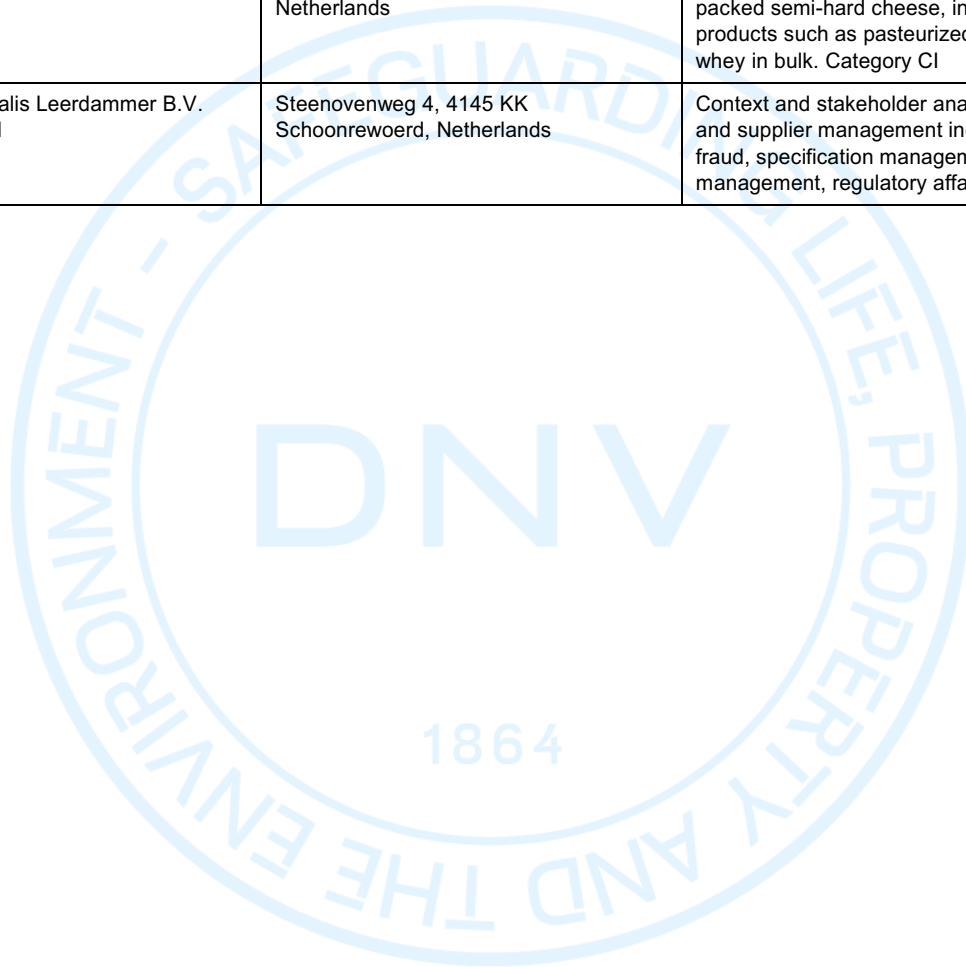 Netherlands
packed semi-hard cheese, in
products such as pasteurized
whey in bulk. Category CI
alis Leerdammer B.V.
Steenovenweg 4, 4145 KK
Schoonrewoerd, Netherlands
Context and stakeholder ana
and supplier management in
fraud, specification managem
management, regulatory affa
SAFEGUARDING LIFE, PROPERTY AND THE ENVIRONMENT -
DNV
1864